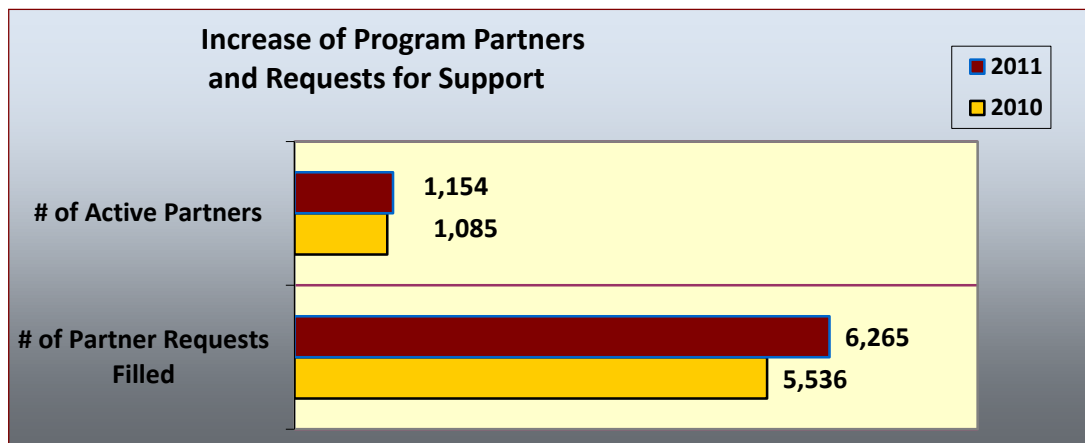 Increase of Program Partners
and Requests for Support
2011
2010
# of Active Partners
1,154
1,085
# of Partner Requests
Filled
6,265
5,536